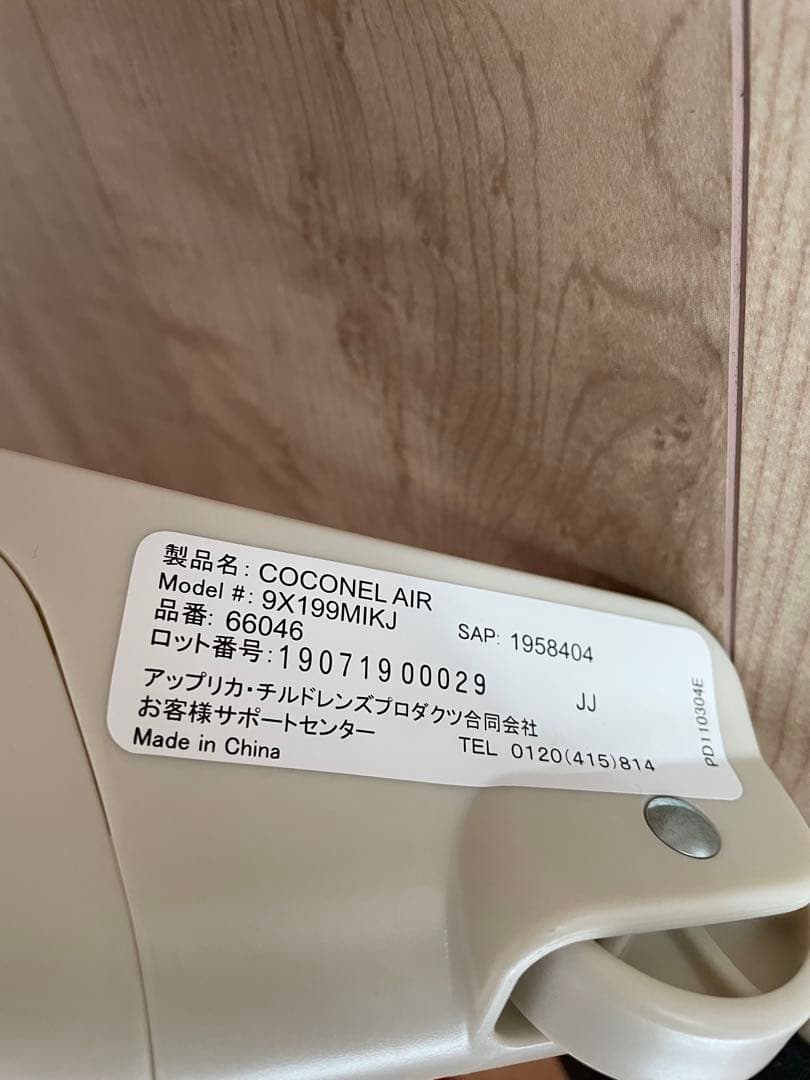 製品名: COCONEL AIR
Model #: 9X199MIKJ
SAP: 1958404
品番: 66046
ロット番号: 19071900029
JJ
アップリカ・チルドレンズプロダクツ合同会社
お客様サポートセンター
TEL 0120(415)814
Made in China
PD110304E